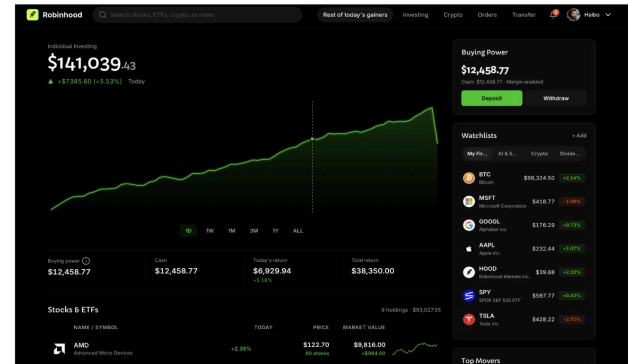 Robinhood
Search stocks, ETFs, crypto, or news
Rest of today's gainers
Investing
Crypto
Orders
Transfer
Haibo
Individual Investing
$141,039.43
▲ +$7385.60 (+5.53%) Today
1D 1W 1M 3M 1Y ALL
Buying power
$12,458.77
Cash
$12,458.77
Today's return
$6,929.94
+5.18%
Total return
$38,350.00
Stocks & ETFs
9 holdings · $93,027.55
NAME / SYMBOL TODAY PRICE MARKET VALUE
AMD
Advanced Micro Devices
+2.35%
$122.70
80 shares
$9,816.00
+$984.00
Buying Power
$12,458.77
Cash: $12,458.77 · Margin enabled
Deposit
Withdraw
Watchlists
+ Add
My Fir... AI & S... Crypto Divide...
BTC
Bitcoin
$98,324.50 +2.14%
MSFT
Microsoft Corporation
$418.77 -1.04%
GOOGL
Alphabet Inc.
$176.29 +0.73%
AAPL
Apple Inc.
$232.44 +1.07%
HOOD
Robinhood Markets Inc.
$39.88 +2.20%
SPY
SPDR S&P 500 ETF
$597.77 +0.42%
TSLA
Tesla Inc.
$428.22 -2.71%
Top Movers